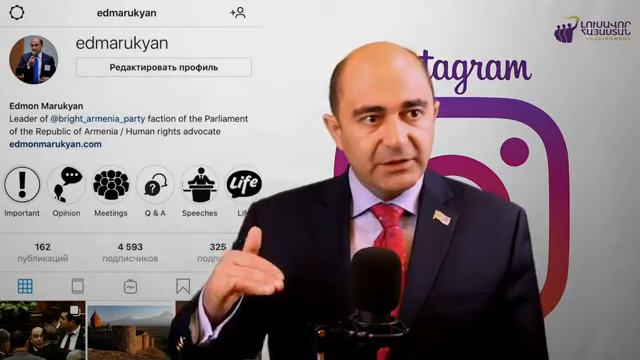 edmarukyan
edmarukyan
Редактировать профиль
Edmon Marukyan
Leader of @bright_armenia_party faction of the Parliament
of the Republic of Armenia / Human rights advocate
edmonmarukyan.com
Life
Important
Opinion
Meetings
Q & A
Speeches
162
4 593
325
публикаций
подписчиков
tagram
ԼՈՒՍԱՎՈՐ
ՀԱՅԱՍՏԱՆ